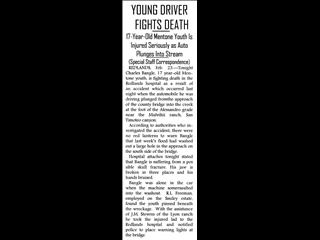 YOUNG DRIVER
FIGHTS DEATH
17-Year-Old Mentone Youth Is
Injured Seriously as Auto
Plunges Into Stream
(Special Staff Correspondence)
REDLANDS, Feb 23.—Tonight
Charles Bangle, 17 year-old Men-
tone youth, is fighting death in the
Redlands hospital as a result of
an accident which occurred last
night when the automobile he was
driving plunged fromthe approach
of the county bridge into the creek
at the foot of the Alessandro grade
near the ranch, San
Timoteo canyon.
According to authorities who in-
vestigated the accident, there were
no red lanterns to warn Bangle
that last week's flood had washed
out a large hole in the approach on
the south side of the bridge.
Hospital attaches tonight stated
that Bangle is suffering from a pos-
sible skull fracture. His jaw is
broken in three places and his
hands bruised.
Bangle was alone in the car
when the machine somersaulted into
the washout. R.L. Freeman,
employed on the Smiley estate,
found the youth pinned beneath
the wreckage. With the assistance
of J.M. Stevens of the Lyon ranch
he took the injured lad to the
Redlands hospital and notified
police to place warning lights at
the bridge.